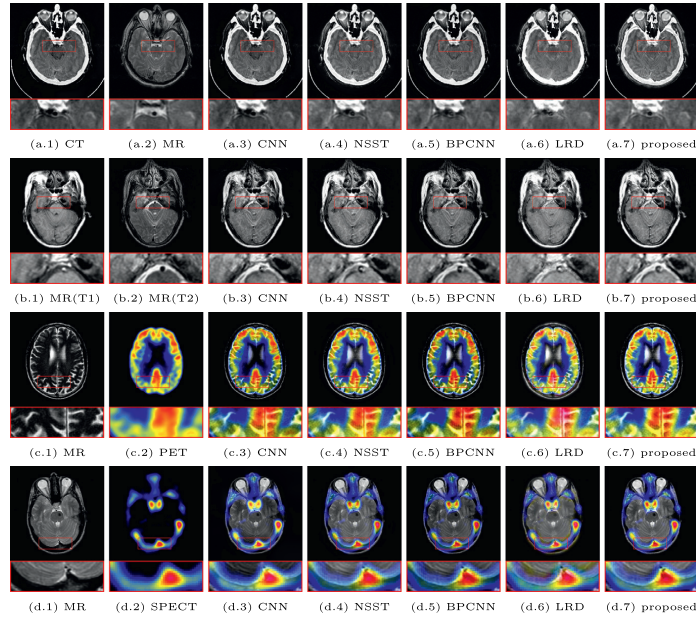 (a.1) CT (a.2) MR (a.3) CNN (a.4) NSST (a.5) BPCNN (a.6) LRD (a.7) proposed
(b.1) MR(T1) (b.2) MR(T2) (b.3) CNN (b.4) NSST (b.5) BPCNN (b.6) LRD (b.7) proposed
(c.1) MR (c.2) PET (c.3) CNN (c.4) NSST (c.5) BPCNN (c.6) LRD (c.7) proposed
(d.1) MR (d.2) SPECT (d.3) CNN (d.4) NSST (d.5) BPCNN (d.6) LRD (d.7) proposed